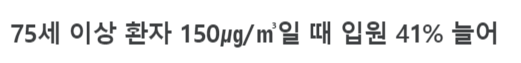 75세 이상 환자 150㎍/㎥일 때 입원 41% 늘어